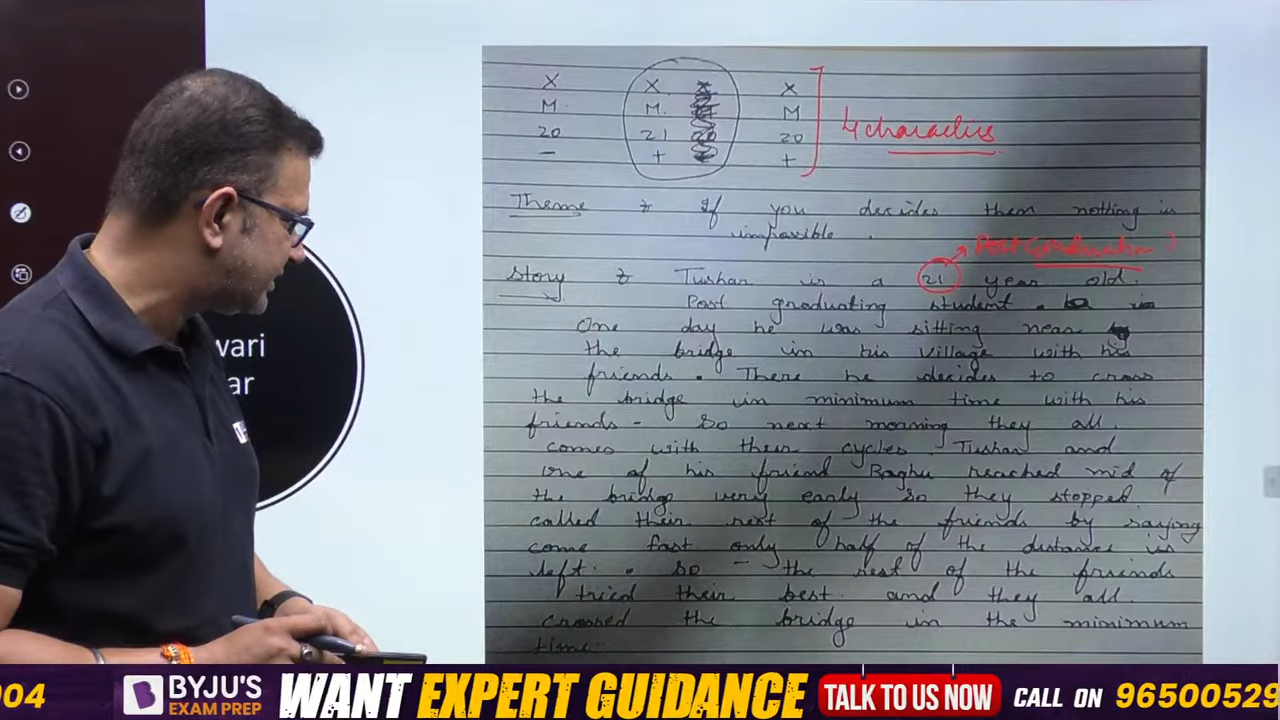 X X X
M. M. M
20 21 20
- + +
4 characters
Theme : If you decides then nothing is
impossible.
Post Graduation ?
Story : Tushar is a 21 year old.
Post graduating student.
One day he was sitting near
the bridge in his village with his
friends. There he decides to cross
the bridge in minimum time with his
friends. So next morning they all.
comes with their cycles. Tushar and
one of his friend Raghu reached mid of
the bridge very early so they stopped
called their rest of the friends by saying
come fast only half of the distance is
left. so - the rest of the friends
tried their best and they all.
crossed the bridge in the minimum
time.
wari
ar
004
BYJU'S
EXAM PREP
WANT EXPERT GUIDANCE
TALK TO US NOW
CALL ON 96500529